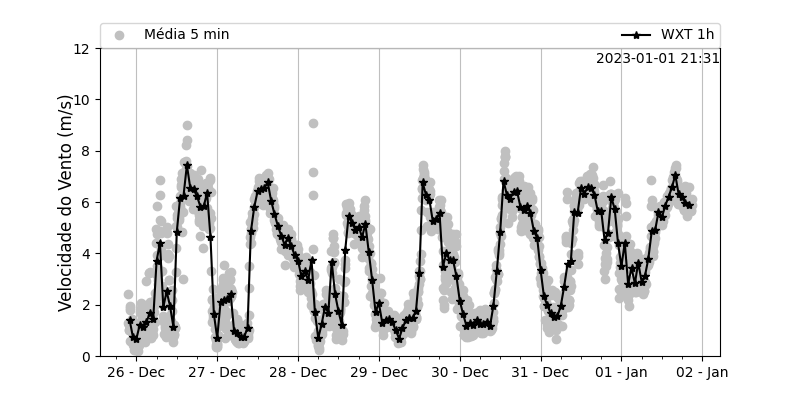 Média 5 min
WXT 1h
2023-01-01 21:31
Velocidade do Vento (m/s)
12
10
8
6
4
2
0
26 - Dec
27 - Dec
28 - Dec
29 - Dec
30 - Dec
31 - Dec
01 - Jan
02 - Jan